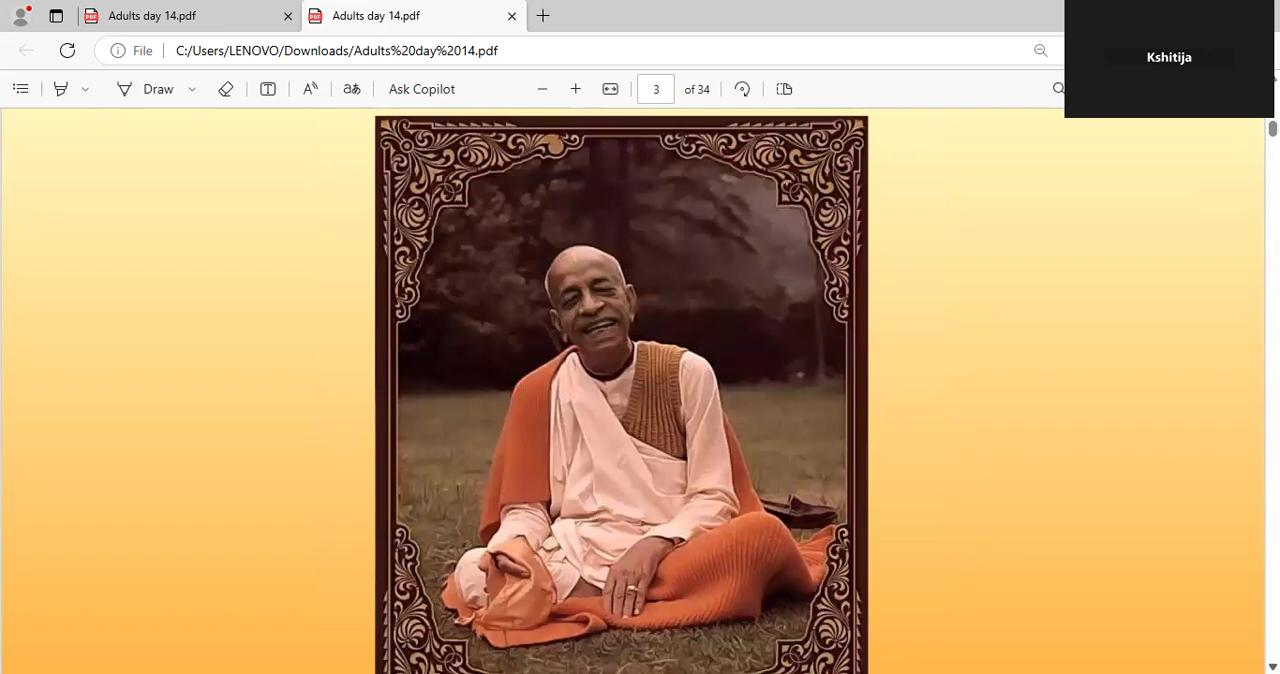 Adults day 14.pdf
Adults day 14.pdf
File
C:/Users/LENOVO/Downloads/Adults%20day%2014.pdf
Draw
Ask Copilot
3 of 34
Kshitija